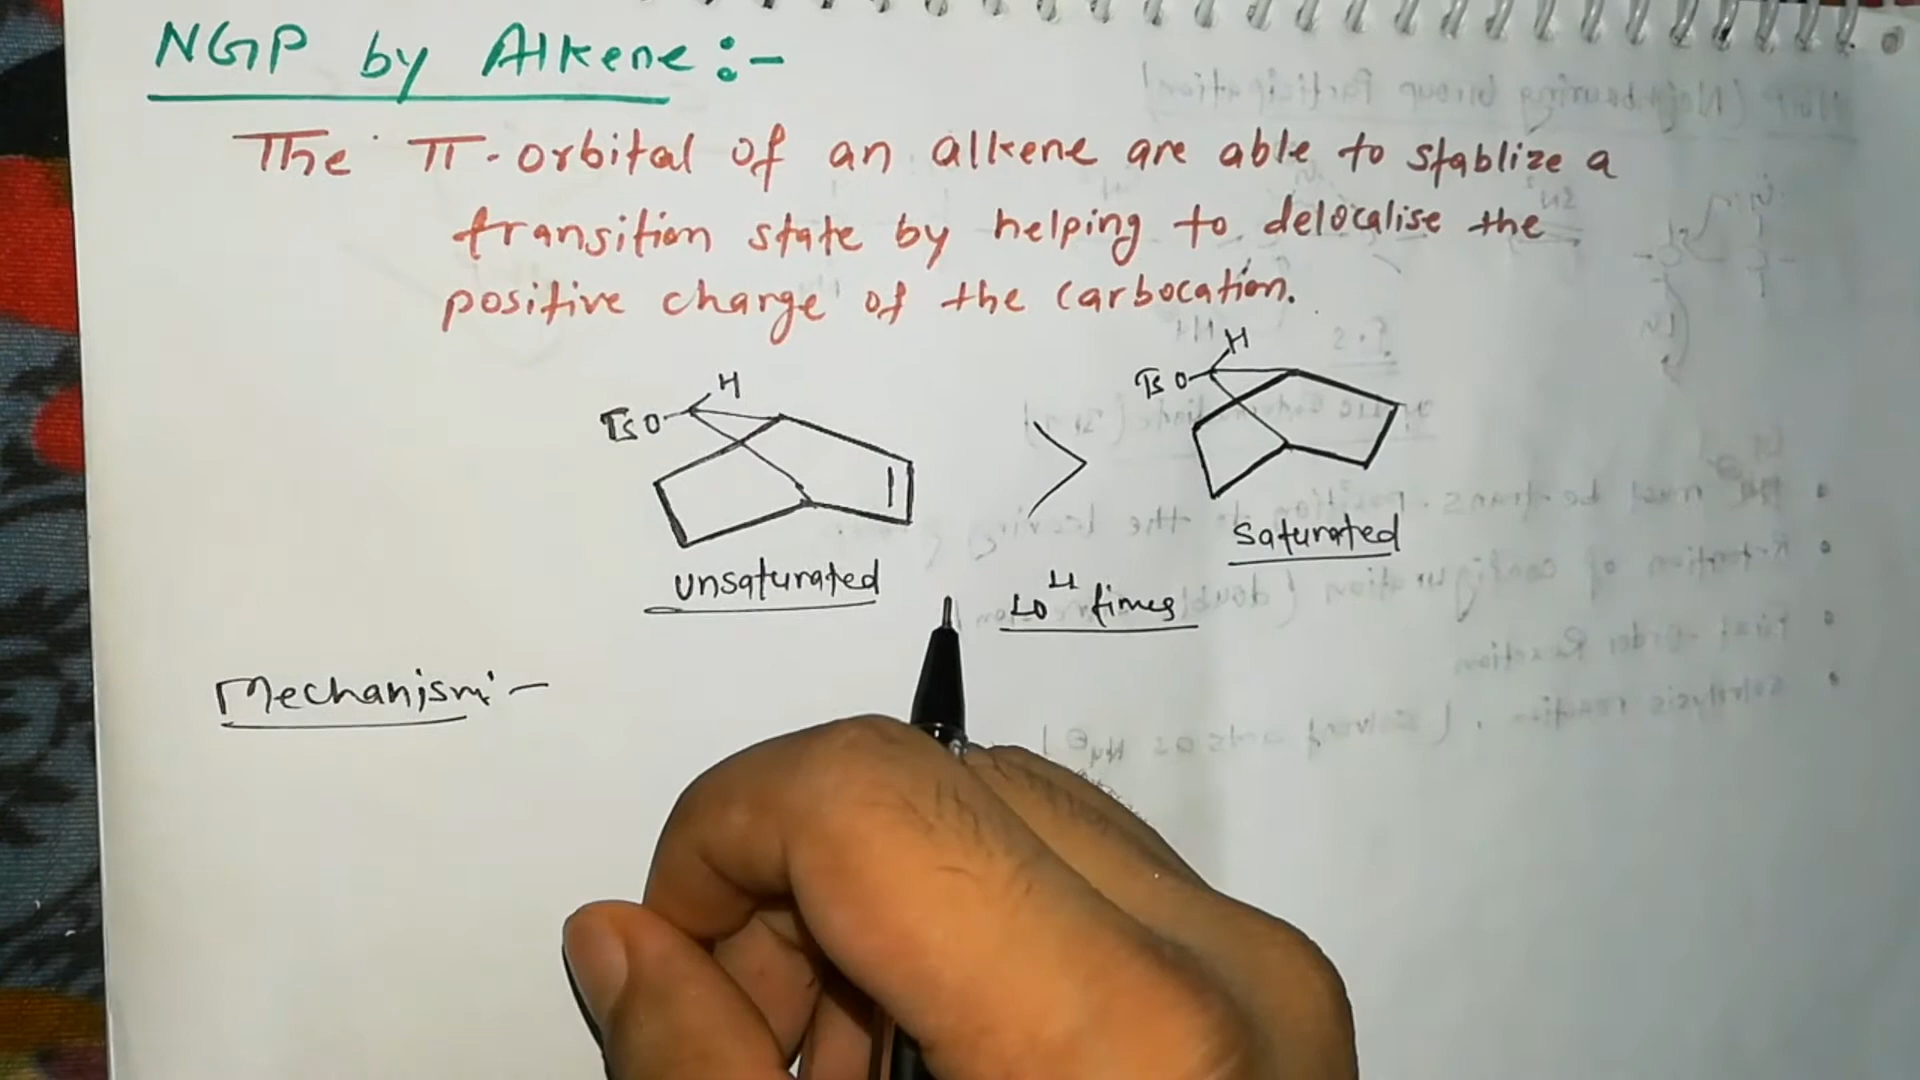 NGP by Alkene :-
The π-orbital of an alkene are able to stablize a
transition state by helping to delocalise the
positive charge of the carbocation.
H
TsO
H
TsO
>
unsaturated
saturated
10¹¹ times
Mechanism:-